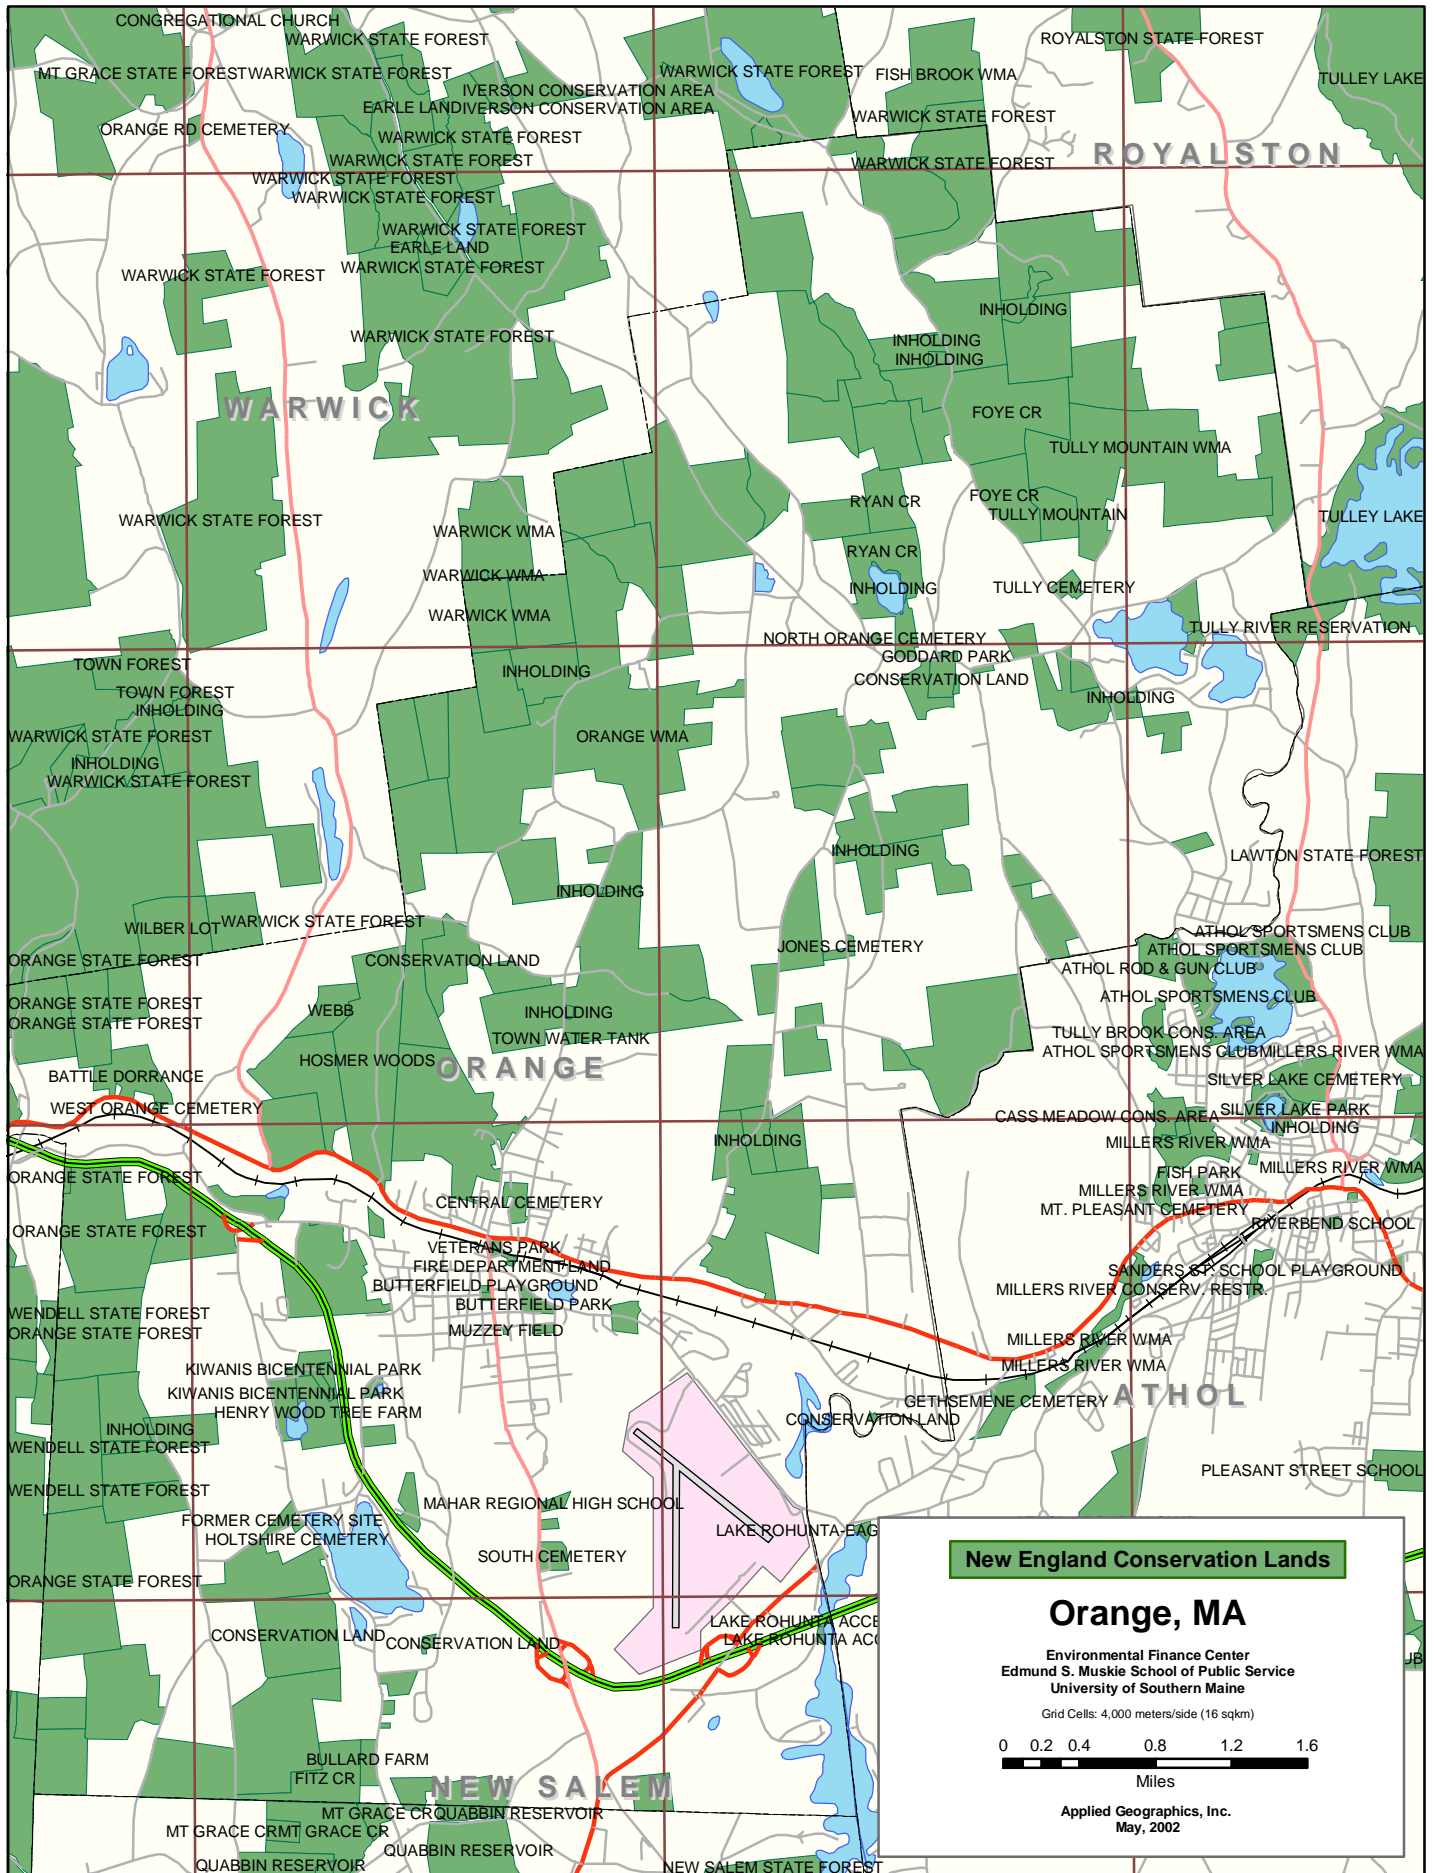 CONGREGATIONAL CHURCH
WARWICK STATE FOREST
ROYALSTON STATE FOREST
MT GRACE STATE FOREST
WARWICK STATE FOREST
WARWICK STATE FOREST
FISH BROOK WMA
TULLEY LAKE
IVERSON CONSERVATION AREA
EARLE LAND
IVERSON CONSERVATION AREA
WARWICK STATE FOREST
ORANGE RD CEMETERY
WARWICK STATE FOREST
ROYALSTON
WARWICK STATE FOREST
WARWICK STATE FOREST
WARWICK STATE FOREST
WARWICK STATE FOREST
WARWICK STATE FOREST
EARLE LAND
WARWICK STATE FOREST
WARWICK STATE FOREST
INHOLDING
WARWICK STATE FOREST
INHOLDING
INHOLDING
WARWICK
FOYE CR
TULLY MOUNTAIN WMA
RYAN CR
FOYE CR
TULLY MOUNTAIN
TULLEY LAKE
WARWICK STATE FOREST
WARWICK WMA
RYAN CR
WARWICK WMA
INHOLDING
TULLY CEMETERY
WARWICK WMA
TULLY RIVER RESERVATION
NORTH ORANGE CEMETERY
GODDARD PARK
TOWN FOREST
INHOLDING
CONSERVATION LAND
TOWN FOREST
INHOLDING
INHOLDING
WARWICK STATE FOREST
ORANGE WMA
INHOLDING
WARWICK STATE FOREST
INHOLDING
LAWTON STATE FOREST
INHOLDING
WILBER LOT
WARWICK STATE FOREST
ATHOL SPORTSMENS CLUB
JONES CEMETERY
ATHOL SPORTSMENS CLUB
ORANGE STATE FOREST
CONSERVATION LAND
ATHOL ROD & GUN CLUB
ORANGE STATE FOREST
WEBB
ATHOL SPORTSMENS CLUB
ORANGE STATE FOREST
INHOLDING
TOWN WATER TANK
TULLY BROOK CONS. AREA
HOSMER WOODS
ORANGE
ATHOL SPORTSMENS CLUB
MILLERS RIVER WMA
BATTLE DORRANCE
SILVER LAKE CEMETERY
WEST ORANGE CEMETERY
CASS MEADOW CONS. AREA
SILVER LAKE PARK
INHOLDING
INHOLDING
MILLERS RIVER WMA
ORANGE STATE FOREST
FISH PARK
MILLERS RIVER WMA
MILLERS RIVER WMA
CENTRAL CEMETERY
MT. PLEASANT CEMETERY
ORANGE STATE FOREST
RIVERBEND SCHOOL
VETERANS PARK
FIRE DEPARTMENT LAND
SANDERS ST. SCHOOL PLAYGROUND
BUTTERFIELD PLAYGROUND
MILLERS RIVER CONSERV. RESTR.
WENDELL STATE FOREST
BUTTERFIELD PARK
ORANGE STATE FOREST
MUZZEY FIELD
MILLERS RIVER WMA
KIWANIS BICENTENNIAL PARK
MILLERS RIVER WMA
KIWANIS BICENTENNIAL PARK
GETHSEMENE CEMETERY
ATHOL
HENRY WOOD TREE FARM
CONSERVATION LAND
INHOLDING
WENDELL STATE FOREST
PLEASANT STREET SCHOOL
WENDELL STATE FOREST
MAHAR REGIONAL HIGH SCHOOL
FORMER CEMETERY SITE
LAKE ROHUNTA-EAG
HOLTSHIRE CEMETERY
SOUTH CEMETERY
ORANGE STATE FOREST
LAKE ROHUNTA ACCE
CONSERVATION LAND
CONSERVATION LAND
LAKE ROHUNTA ACC
UB
BULLARD FARM
FITZ CR
NEW SALEM
MT GRACE CR
QUABBIN RESERVOIR
MT GRACE CR
MT GRACE CR
QUABBIN RESERVOIR
QUABBIN RESERVOIR
NEW SALEM STATE FOREST
New England Conservation Lands
Orange, MA
Environmental Finance Center
Edmund S. Muskie School of Public Service
University of Southern Maine
Grid Cells: 4,000 meters/side (16 sqkm)
0 0.2 0.4 0.8 1.2 1.6
Miles
Applied Geographics, Inc.
May, 2002